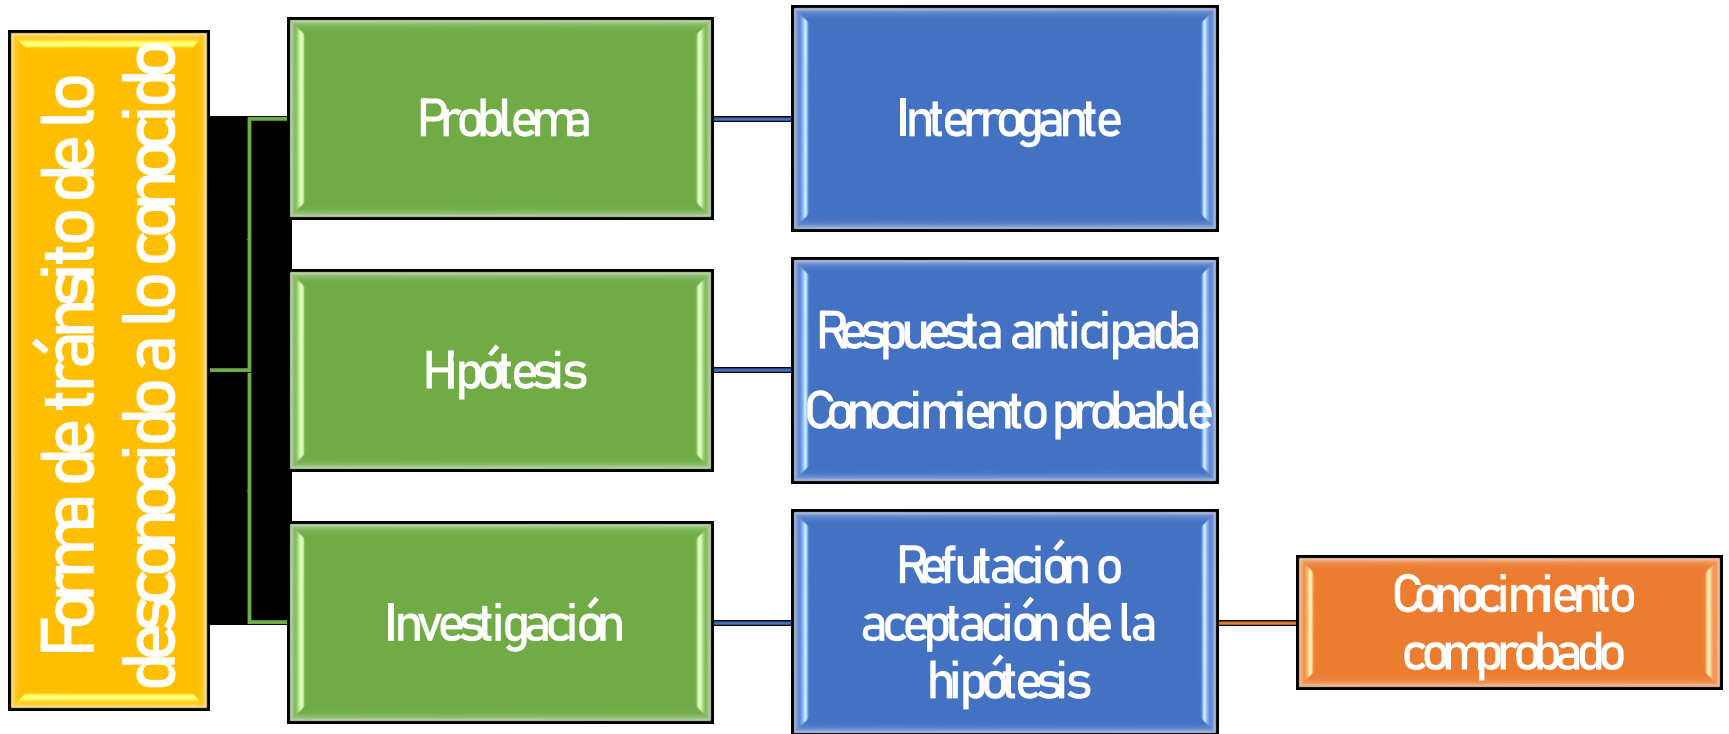 Forma de tránsito de lo
desconocido a lo conocido
Problema
Interrogante
Hipótesis
Respuesta anticipada
Conocimiento probable
Investigación
Refutación o
aceptación de la
hipótesis
Conocimiento
comprobado